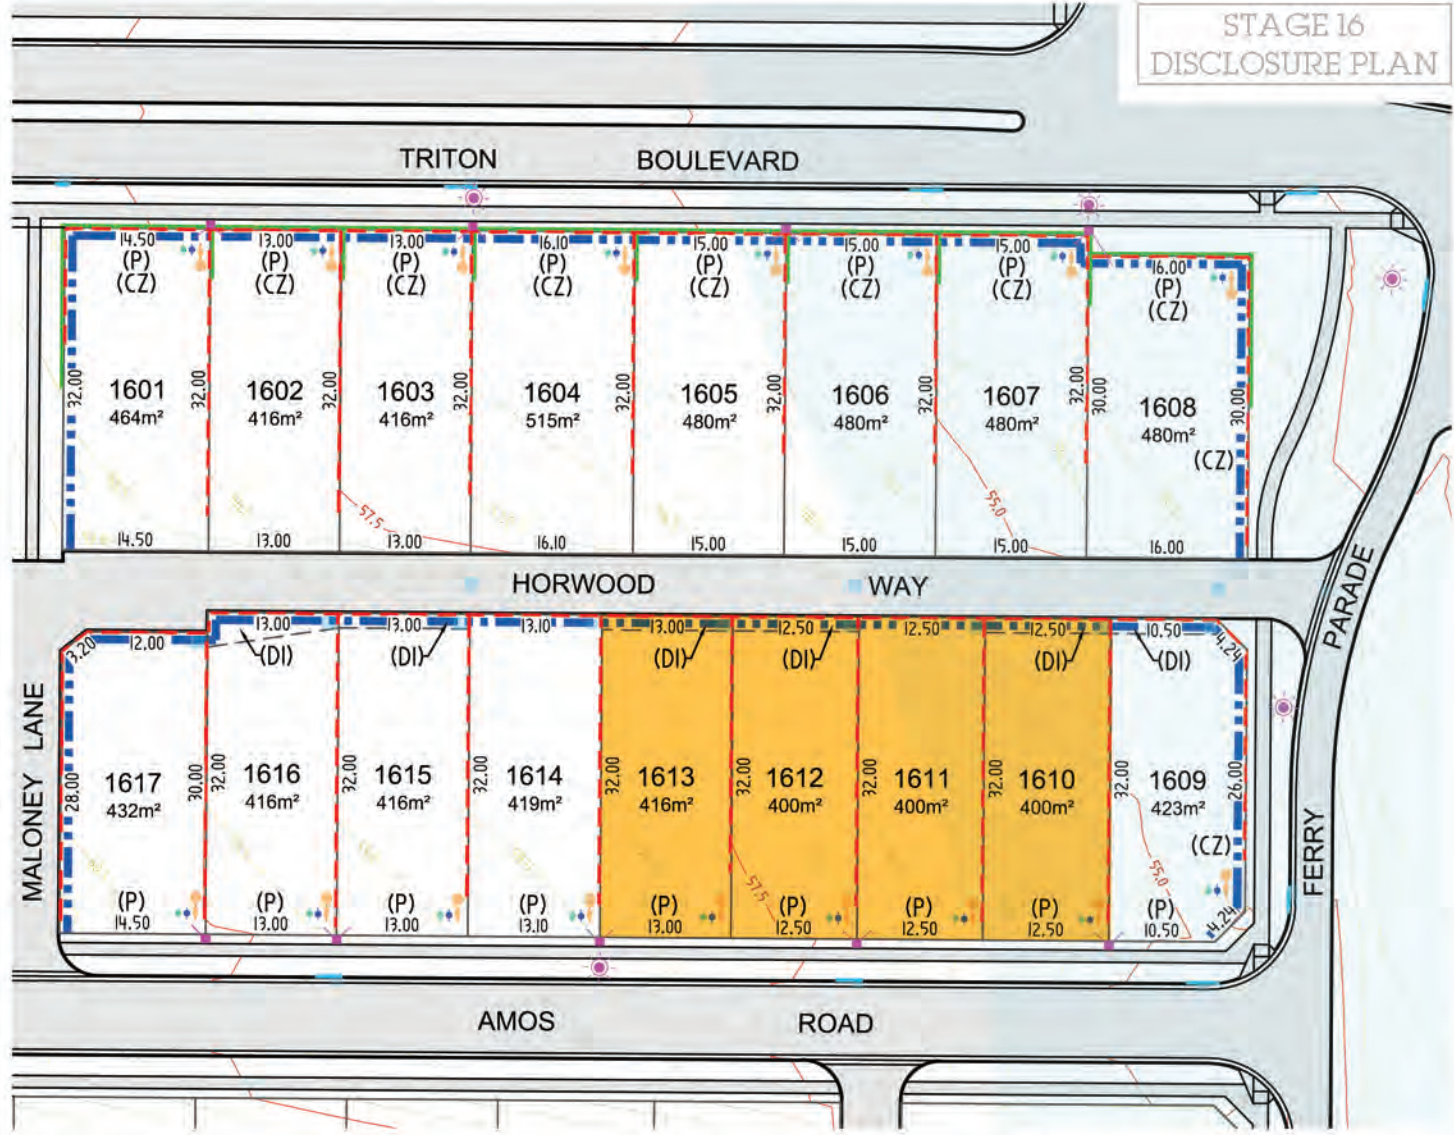 STAGE 16
DISCLOSURE PLAN
TRITON BOULEVARD
14.50 13.00 13.00 16.10 15.00 15.00 15.00 16.00
(P) (P) (P) (P) (P) (P) (P) (P)
(CZ) (CZ) (CZ) (CZ) (CZ) (CZ) (CZ) (CZ)
32.00 32.00 32.00 32.00 32.00 32.00 32.00 32.00 30.00 30.00
1601 1602 1603 1604 1605 1606 1607 1608
464m² 416m² 416m² 515m² 480m² 480m² 480m² 480m²
(CZ)
57.5 55.0
14.50 13.00 13.00 16.10 15.00 15.00 15.00 16.00
HORWOOD WAY
3.20 12.00 13.00 13.00 13.10 13.00 12.50 12.50 12.50 10.50 4.24
(DI) (DI) (DI) (DI) (DI) (DI)
28.00 30.00 32.00 32.00 32.00 32.00 32.00 32.00 32.00 32.00 26.00
1617 1616 1615 1614 1613 1612 1611 1610 1609
432m² 416m² 416m² 419m² 416m² 400m² 400m² 400m² 423m²
(CZ)
57.5 55.0
(P) (P) (P) (P) (P) (P) (P) (P) (P)
14.50 13.00 13.00 13.10 13.00 12.50 12.50 12.50 10.50 4.24
MALONEY LANE
FERRY PARADE
AMOS ROAD